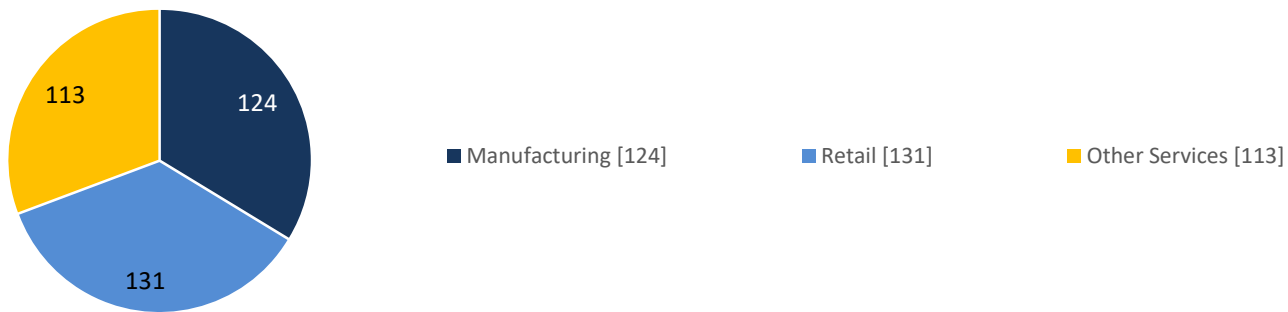 113
124
131
Manufacturing [124]
Retail [131]
Other Services [113]